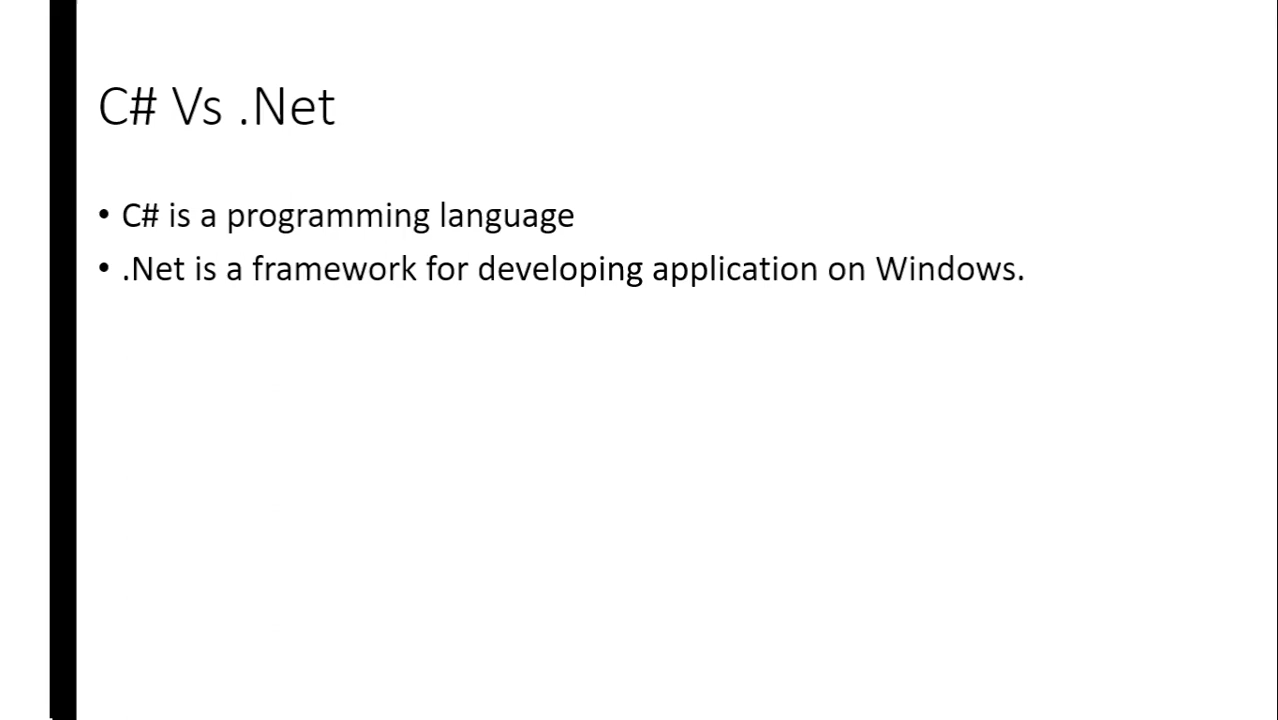 C# Vs .Net
• C# is a programming language
• .Net is a framework for developing application on Windows.